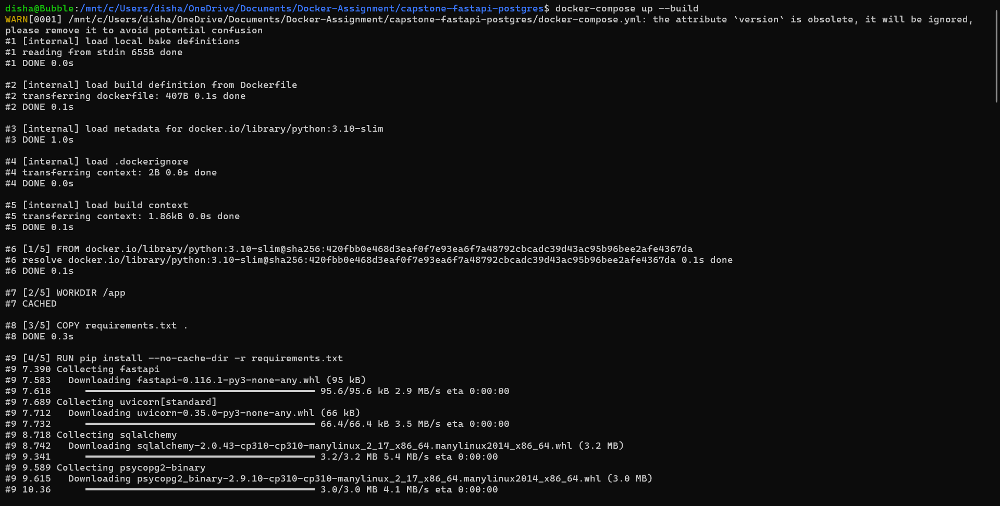 disha@Bubble:/mnt/c/Users/disha/OneDrive/Documents/Docker-Assignment/capstone-fastapi-postgres$ docker-compose up --build
WARN[0001] /mnt/c/Users/disha/OneDrive/Documents/Docker-Assignment/capstone-fastapi-postgres/docker-compose.yml: the attribute `version` is obsolete, it will be ignored,
please remove it to avoid potential confusion
#1 [internal] load local bake definitions
#1 reading from stdin 655B done
#1 DONE 0.0s

#2 [internal] load build definition from Dockerfile
#2 transferring dockerfile: 407B 0.1s done
#2 DONE 0.1s

#3 [internal] load metadata for docker.io/library/python:3.10-slim
#3 DONE 1.0s

#4 [internal] load .dockerignore
#4 transferring context: 2B 0.0s done
#4 DONE 0.0s

#5 [internal] load build context
#5 transferring context: 1.86kB 0.0s done
#5 DONE 0.1s

#6 [1/5] FROM docker.io/library/python:3.10-slim@sha256:420fbb0e468d3eaf0f7e93ea6f7a48792cbcadc39d43ac95b96bee2afe4367da
#6 resolve docker.io/library/python:3.10-slim@sha256:420fbb0e468d3eaf0f7e93ea6f7a48792cbcadc39d43ac95b96bee2afe4367da 0.1s done
#6 DONE 0.1s

#7 [2/5] WORKDIR /app
#7 CACHED

#8 [3/5] COPY requirements.txt .
#8 DONE 0.3s

#9 [4/5] RUN pip install --no-cache-dir -r requirements.txt
#9 7.390 Collecting fastapi
#9 7.583   Downloading fastapi-0.116.1-py3-none-any.whl (95 kB)
#9 7.618      ━━━━━━━━━━━━━━━━━━━━━━━━━━━━━━━━━━━━━━━━ 95.6/95.6 kB 2.9 MB/s eta 0:00:00
#9 7.689 Collecting uvicorn[standard]
#9 7.712   Downloading uvicorn-0.35.0-py3-none-any.whl (66 kB)
#9 7.732      ━━━━━━━━━━━━━━━━━━━━━━━━━━━━━━━━━━━━━━━━ 66.4/66.4 kB 3.5 MB/s eta 0:00:00
#9 8.718 Collecting sqlalchemy
#9 8.742   Downloading sqlalchemy-2.0.43-cp310-cp310-manylinux_2_17_x86_64.manylinux2014_x86_64.whl (3.2 MB)
#9 9.341      ━━━━━━━━━━━━━━━━━━━━━━━━━━━━━━━━━━━━━━━━ 3.2/3.2 MB 5.4 MB/s eta 0:00:00
#9 9.589 Collecting psycopg2-binary
#9 9.615   Downloading psycopg2_binary-2.9.10-cp310-cp310-manylinux_2_17_x86_64.manylinux2014_x86_64.whl (3.0 MB)
#9 10.36      ━━━━━━━━━━━━━━━━━━━━━━━━━━━━━━━━━━━━━━━━ 3.0/3.0 MB 4.1 MB/s eta 0:00:00